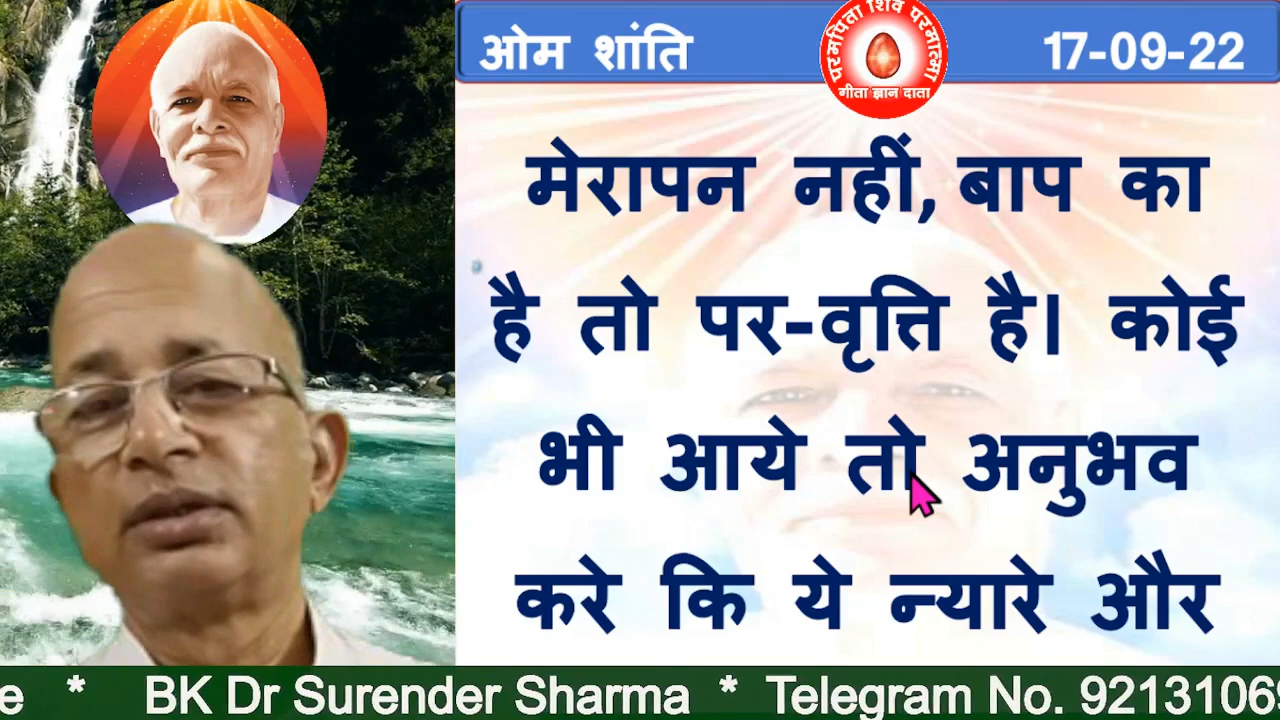 ओम शांति
परमपिता शिव परमात्मा
गीता ज्ञान दाता
17-09-22
मेरापन नहीं, बाप का
है तो पर-वृत्ति है। कोई
भी आये तो अनुभव
करे कि ये न्यारे और
* BK Dr Surender Sharma * Telegram No. 9213106